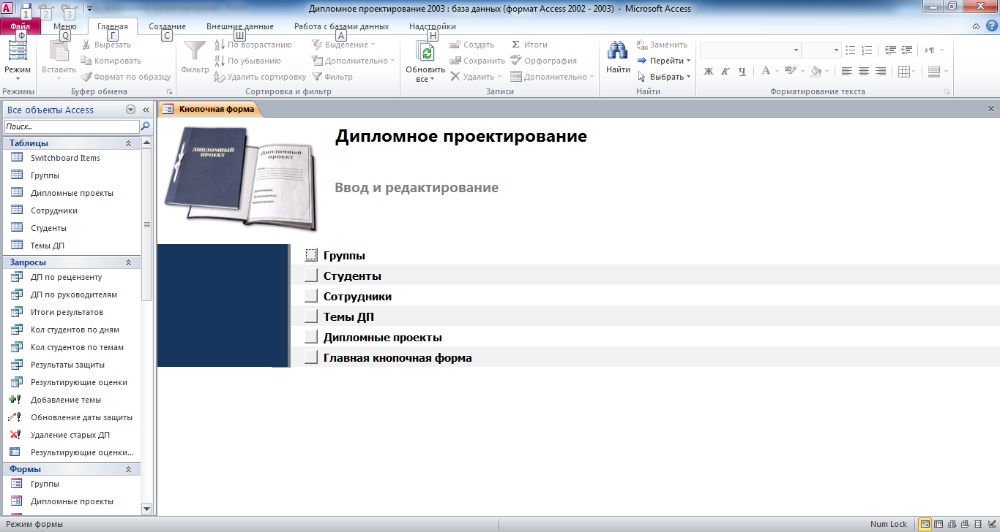 Дипломное проектирование 2003 : база данных (формат Access 2002 - 2003) - Microsoft Access
1 2 3
Файл Меню Главная Создание Внешние данные Работа с базами данных Надстройки
Ф Q Г С Ш А Н
Режим
Режимы
Вставить
Вырезать
Копировать
Формат по образцу
Буфер обмена
Фильтр
По возрастанию
По убыванию
Удалить сортировку
Выделение
Дополнительно
Фильтр
Сортировка и фильтр
Обновить
все
Создать
Сохранить
Удалить
Итоги
Орфография
Дополнительно
Записи
Найти
Заменить
Перейти
Выбрать
Найти
Ж К Ч
А
Форматирование текста
Все объекты Access
Поиск...
Таблицы
Switchboard Items
Группы
Дипломные проекты
Сотрудники
Студенты
Темы ДП
Запросы
ДП по рецензенту
ДП по руководителям
Итоги результатов
Кол студентов по дням
Кол студентов по темам
Результаты защиты
Результирующие оценки
Добавление темы
Обновление даты защиты
Удаление старых ДП
Результирующие оценки...
Формы
Группы
Дипломные проекты
Кнопочная форма
ДИПЛОМНЫЙ
ПРОЕКТ
Дипломный
проект
Дипломное проектирование
Ввод и редактирование
Группы
Студенты
Сотрудники
Темы ДП
Дипломные проекты
Главная кнопочная форма
Режим формы
Num Lock